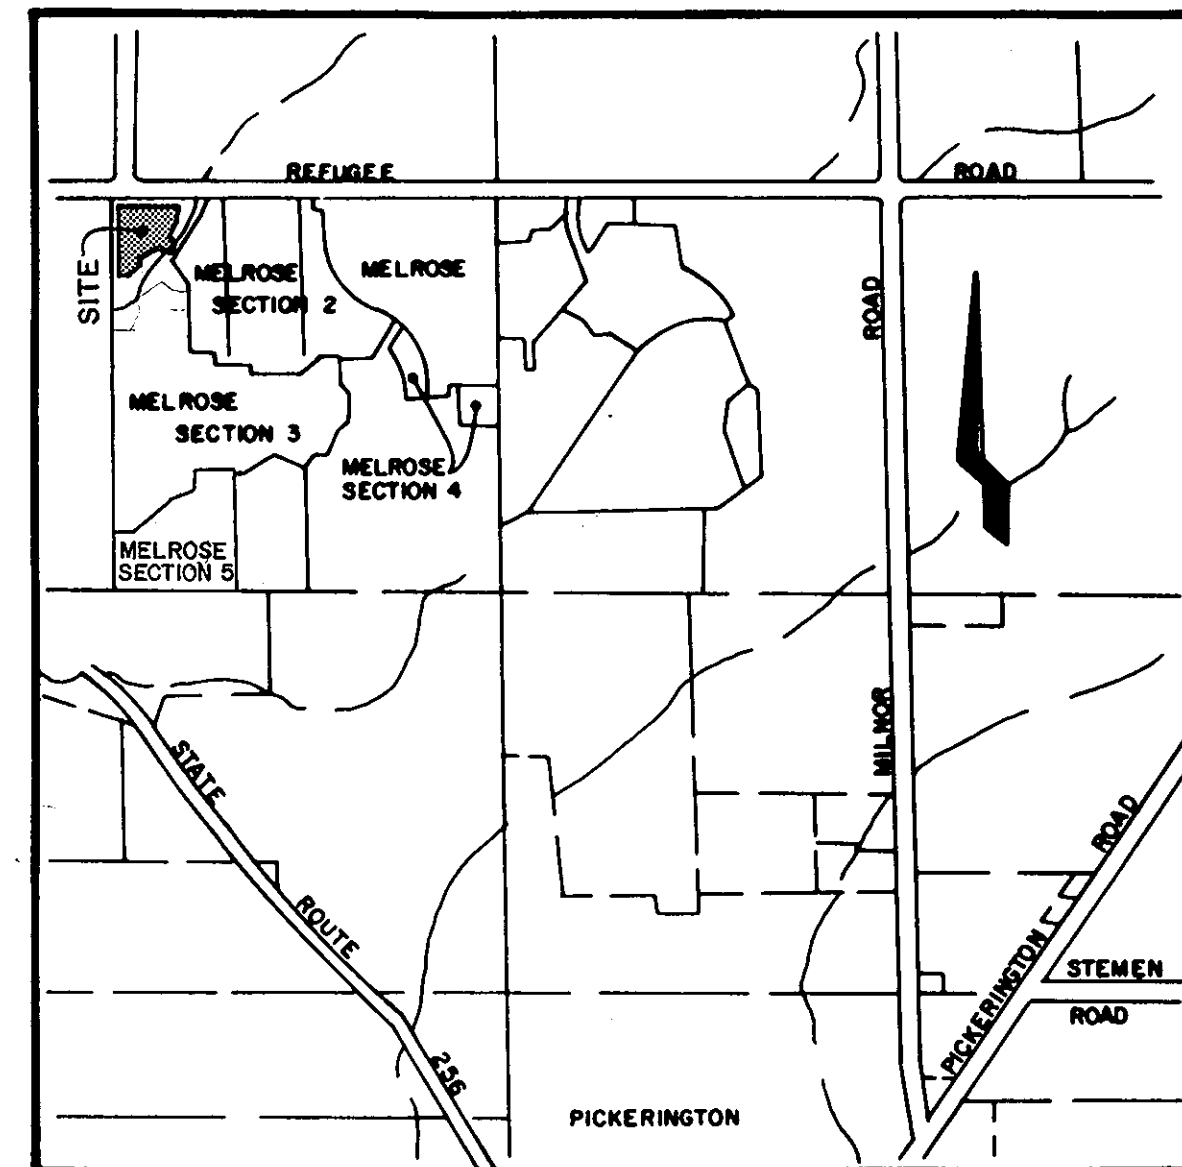 REFUGEE ROAD
SITE
MELROSE
SECTION 2
MELROSE
ROAD
MELROSE
SECTION 3
MELROSE
SECTION 4
MELROSE
SECTION 5
MILNOR
STATE
ROUTE
256
ROAD
PICKERINGTON
STEMEN
ROAD
PICKERINGTON